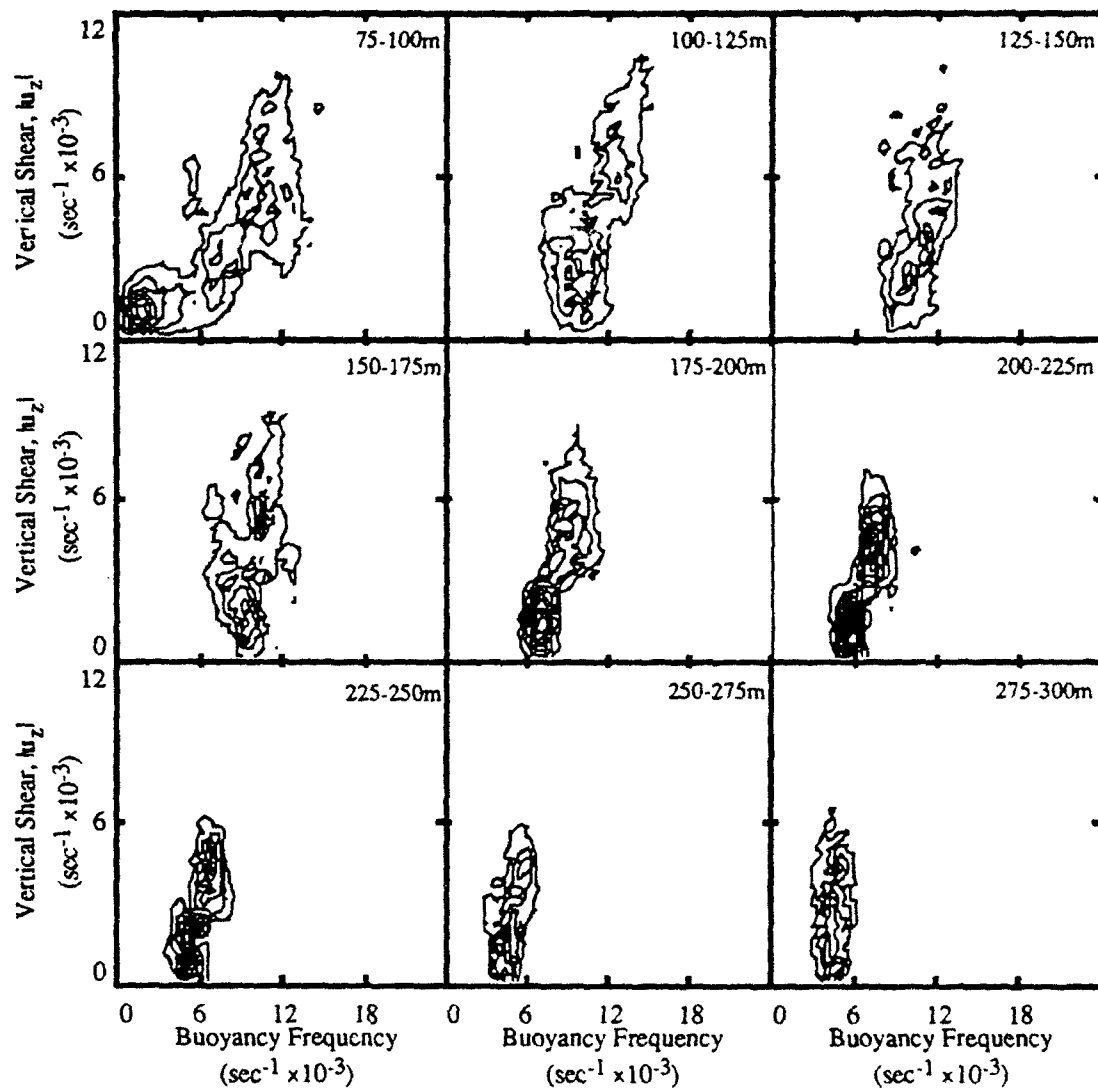 12
75-100m
100-125m
125-150m
Vertical Shear, |u_z|
(sec^-1 x10^-3)
6
0
12
150-175m
175-200m
200-225m
Vertical Shear, |u_z|
(sec^-1 x10^-3)
6
0
12
225-250m
250-275m
275-300m
Vertical Shear, |u_z|
(sec^-1 x10^-3)
6
0
0 6 12 18
0 6 12 18
0 6 12 18
Buoyancy Frequency
(sec^-1 x10^-3)
Buoyancy Frequency
(sec^-1 x10^-3)
Buoyancy Frequency
(sec^-1 x10^-3)